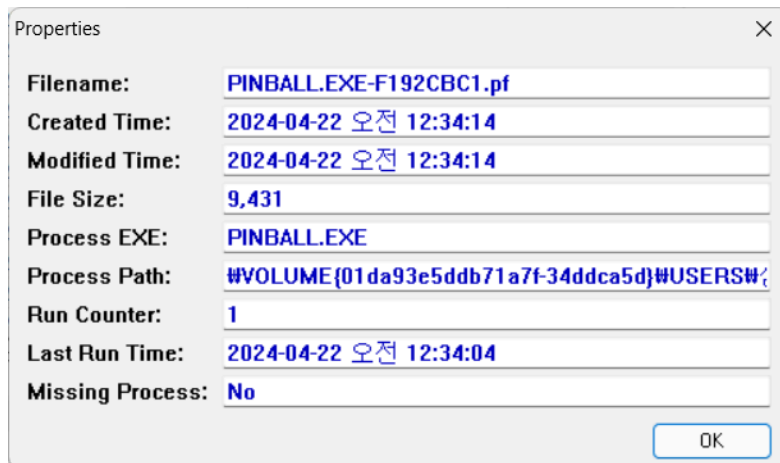 Properties
Filename: PINBALL.EXE-F192CBC1.pf
Created Time: 2024-04-22 오전 12:34:14
Modified Time: 2024-04-22 오전 12:34:14
File Size: 9,431
Process EXE: PINBALL.EXE
Process Path: ₩VOLUME{01da93e5ddb71a7f-34ddca5d}₩USERS₩
Run Counter: 1
Last Run Time: 2024-04-22 오전 12:34:04
Missing Process: No
OK